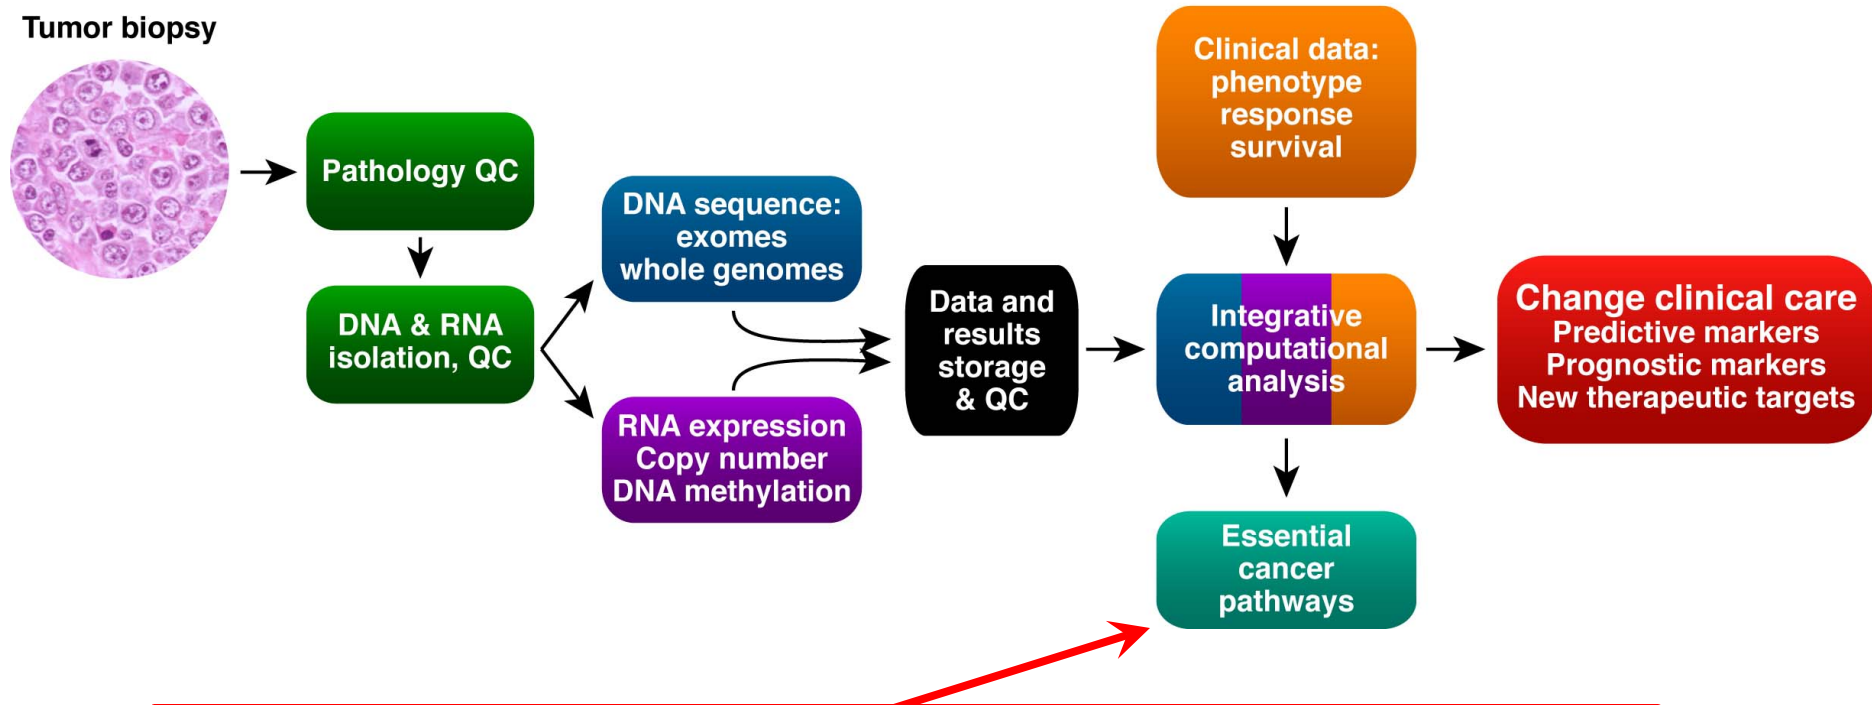 Tumor biopsy
Pathology QC
DNA & RNA
isolation, QC
DNA sequence:
exomes
whole genomes
RNA expression
Copy number
DNA methylation
Data and
results
storage
& QC
Clinical data:
phenotype
response
survival
Integrative
computational
analysis
Essential
cancer
pathways
Change clinical care
Predictive markers
Prognostic markers
New therapeutic targets